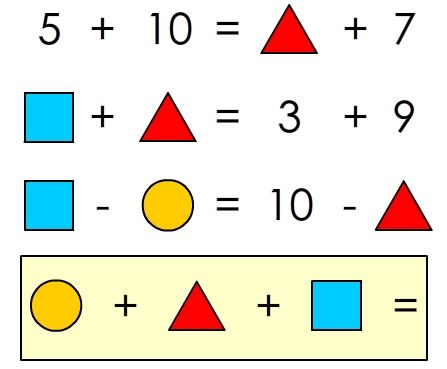 5 + 10 = + 7
+ = 3 + 9
- = 10 -
+ + =